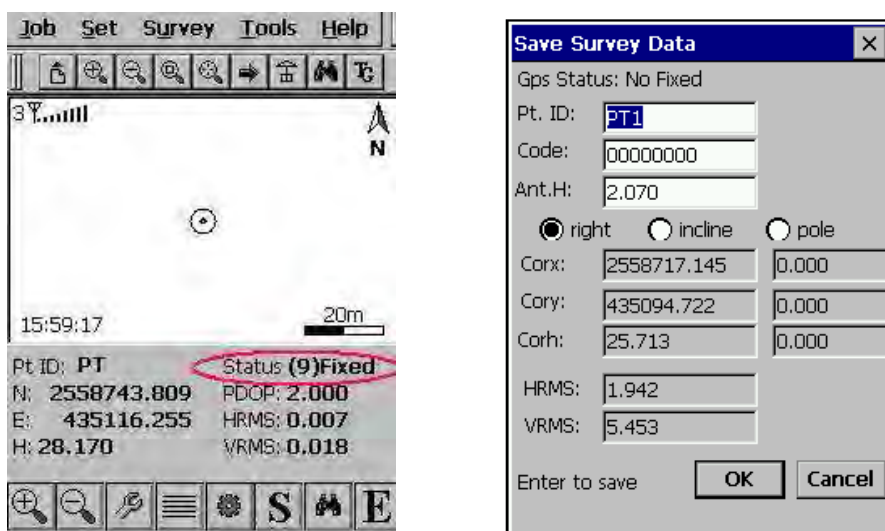 Job Set Survey Tools Help
3
N
15:59:17
20m
Pt ID: PT Status (9)Fixed
N: 2558743.809 PDOP: 2.000
E: 435116.255 HRMS: 0.007
H: 28.170 VRMS: 0.018
S E
Save Survey Data
Gps Status: No Fixed
Pt. ID: PT1
Code: 00000000
Ant.H: 2.070
right incline pole
Corx: 2558717.145 0.000
Cory: 435094.722 0.000
Corh: 25.713 0.000
HRMS: 1.942
VRMS: 5.453
Enter to save OK Cancel